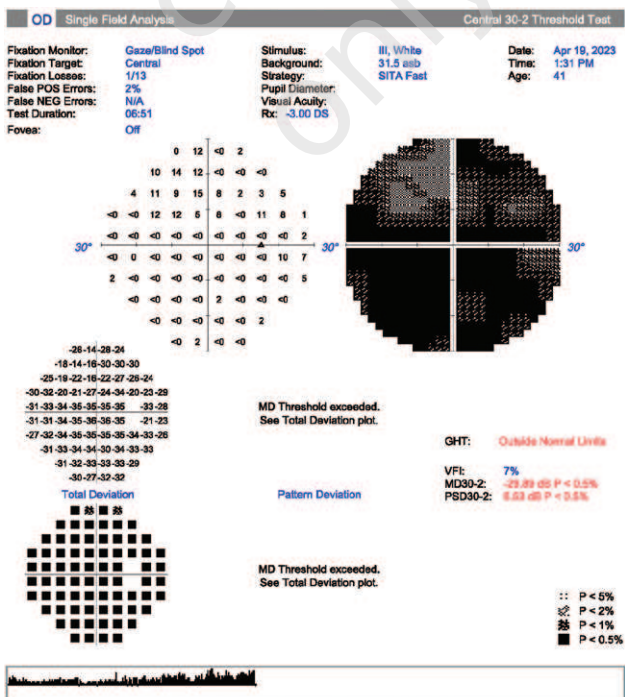 OD Single Field Analysis Central 30-2 Threshold Test
Fixation Monitor: Gaze/Blind Spot Stimulus: III, White Date: Apr 19, 2023
Fixation Target: Central Background: 31.5 asb Time: 1:31 PM
Fixation Losses: 1/13 Strategy: SITA Fast Age: 41
False POS Errors: 2% Pupil Diameter:
False NEG Errors: N/A Visual Acuity:
Test Duration: 06:51 Rx: -3.00 DS
Fovea: Off
0 12 <0 2
10 14 12 <0 <0 <0
4 11 9 15 8 2 3 5
<0 <0 12 12 5 8 <0 11 8 1
<0 <0 <0 <0 <0 <0 <0 <0 <0 2
30° 30° 30°
<0 0 <0 <0 <0 <0 <0 <0 10 7
2 <0 <0 <0 <0 <0 <0 <0 <0 5
<0 <0 <0 <0 2 <0 <0 <0
<0 <0 <0 <0 <0 2
<0 2 <0 <0
-28 -14 -28 -24
-18 -14 -16 -30 -30 -30
-25 -19 -22 -16 -22 -27 -26 -24
-30 -32 -20 -21 -27 -24 -34 -20 -23 -29
-31 -33 -34 -35 -35 -35 -35 -33 -28
-31 -31 -34 -35 -36 -36 -35 -21 -23
-27 -32 -34 -35 -35 -35 -35 -34 -33 -26
-31 -33 -34 -34 -30 -34 -33 -33
-31 -32 -33 -33 -33 -29
-30 -27 -32 -32
MD Threshold exceeded.
See Total Deviation plot.
GHT: Outside Normal Limits
VFI: 7%
MD30-2: -29.89 dB P < 0.5%
PSD30-2: dB P < 0.5%
Total Deviation Pattern Deviation
MD Threshold exceeded.
See Total Deviation plot.
P < 5%
P < 2%
P < 1%
P < 0.5%